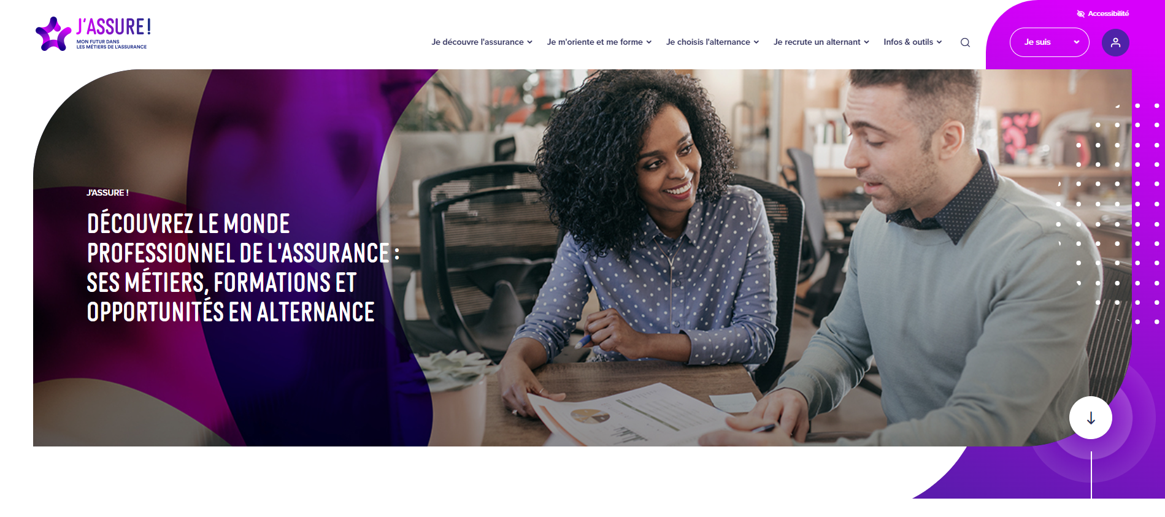 J'ASSURE !
MON FUTUR DANS
LES MÉTIERS DE L'ASSURANCE
Accessibilité
Je découvre l'assurance
Je m'oriente et me forme
Je choisis l'alternance
Je recrute un alternant
Infos & outils
Je suis
J'ASSURE !
DÉCOUVREZ LE MONDE
PROFESSIONNEL DE L'ASSURANCE :
SES MÉTIERS, FORMATIONS ET
OPPORTUNITÉS EN ALTERNANCE